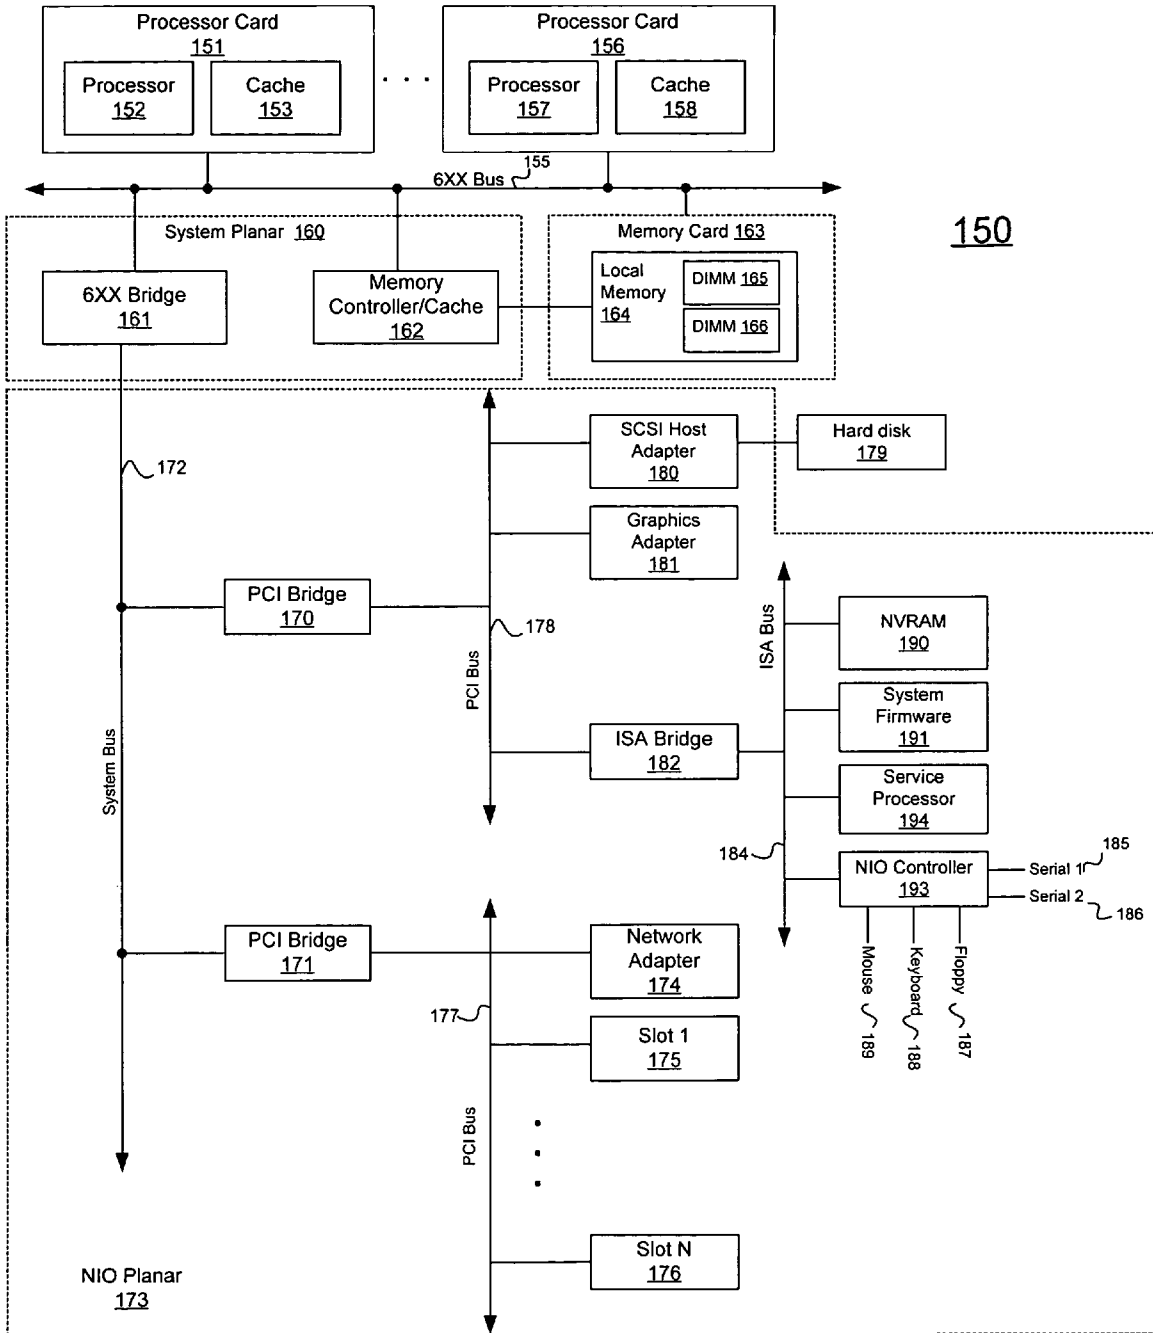 Processor Card
151
Processor
152
Cache
153
. . .
Processor Card
156
Processor
157
Cache
158
155
6XX Bus
150
System Planar 160
6XX Bridge
161
Memory
Controller/Cache
162
Memory Card 163
Local
Memory
164
DIMM 165
DIMM 166
172
System Bus
SCSI Host
Adapter
180
Hard disk
179
Graphics
Adapter
181
PCI Bridge
170
178
PCI Bus
ISA Bridge
182
ISA Bus
184
NVRAM
190
System
Firmware
191
Service
Processor
194
NIO Controller
193
Serial 1
185
Serial 2
186
Mouse
189
Keyboard
188
Floppy
187
PCI Bridge
171
177
PCI Bus
Network
Adapter
174
Slot 1
175
Slot N
176
NIO Planar
173